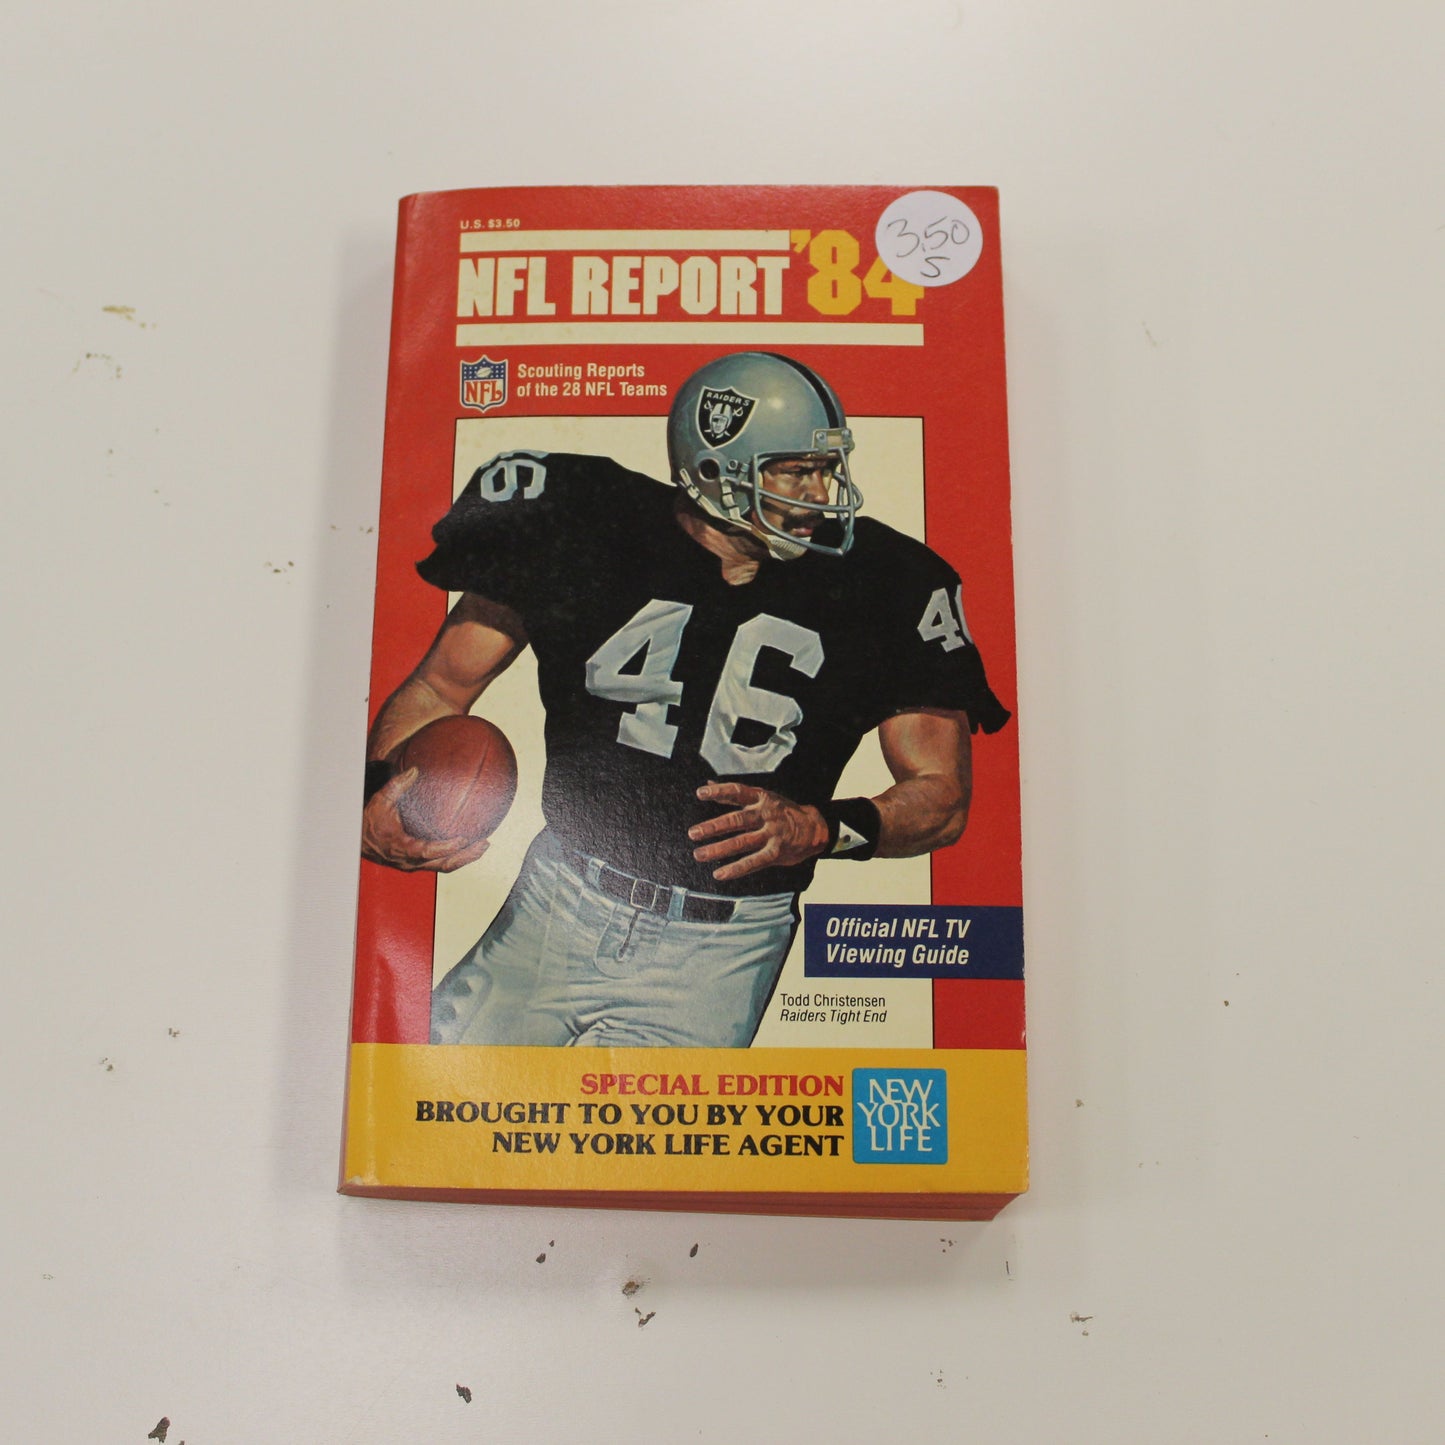 U.S. $3.50
NFL REPORT '84
3.50
S
NFL
Scouting Reports
of the 28 NFL Teams
RAIDERS
46
46
46
Official NFL TV
Viewing Guide
Todd Christensen
Raiders Tight End
SPECIAL EDITION
BROUGHT TO YOU BY YOUR
NEW YORK LIFE AGENT
NEW
YORK
LIFE